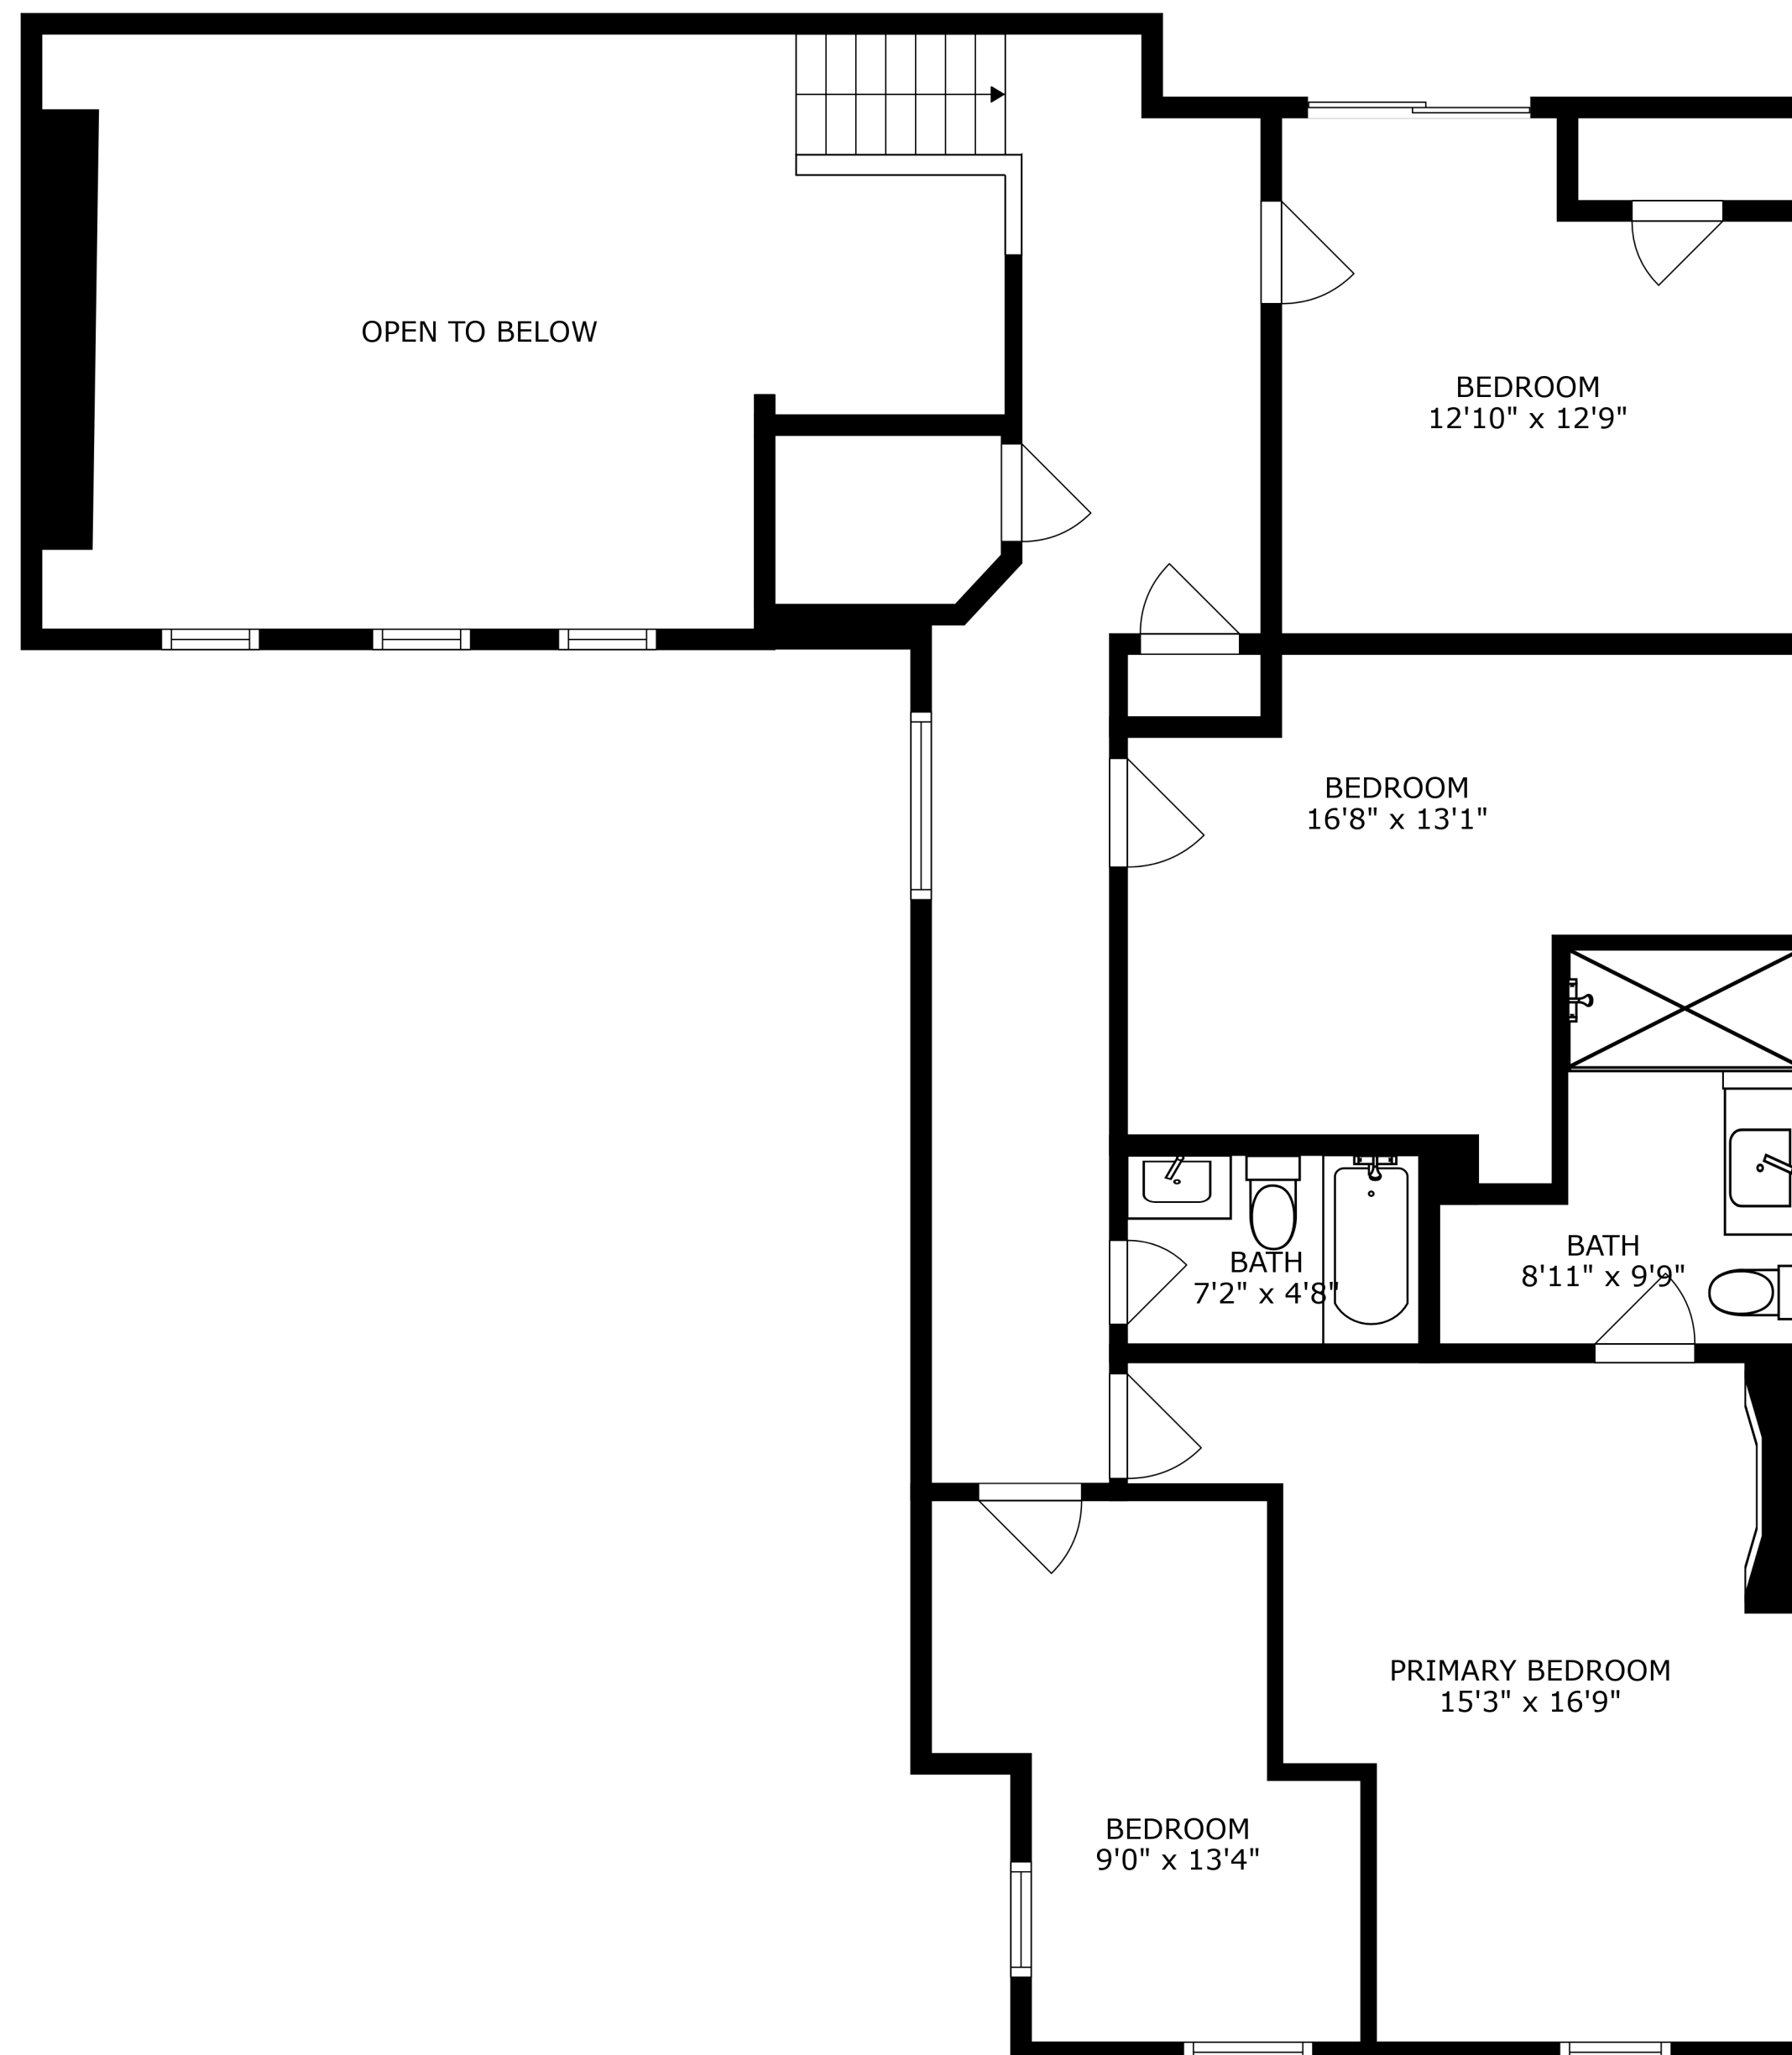 OPEN TO BELOW
BEDROOM
12'10" x 12'9"
BEDROOM
16'8" x 13'1"
BATH
8'11" x 9'9"
BATH
7'2" x 4'8"
PRIMARY BEDROOM
15'3" x 16'9"
BEDROOM
9'0" x 13'4"